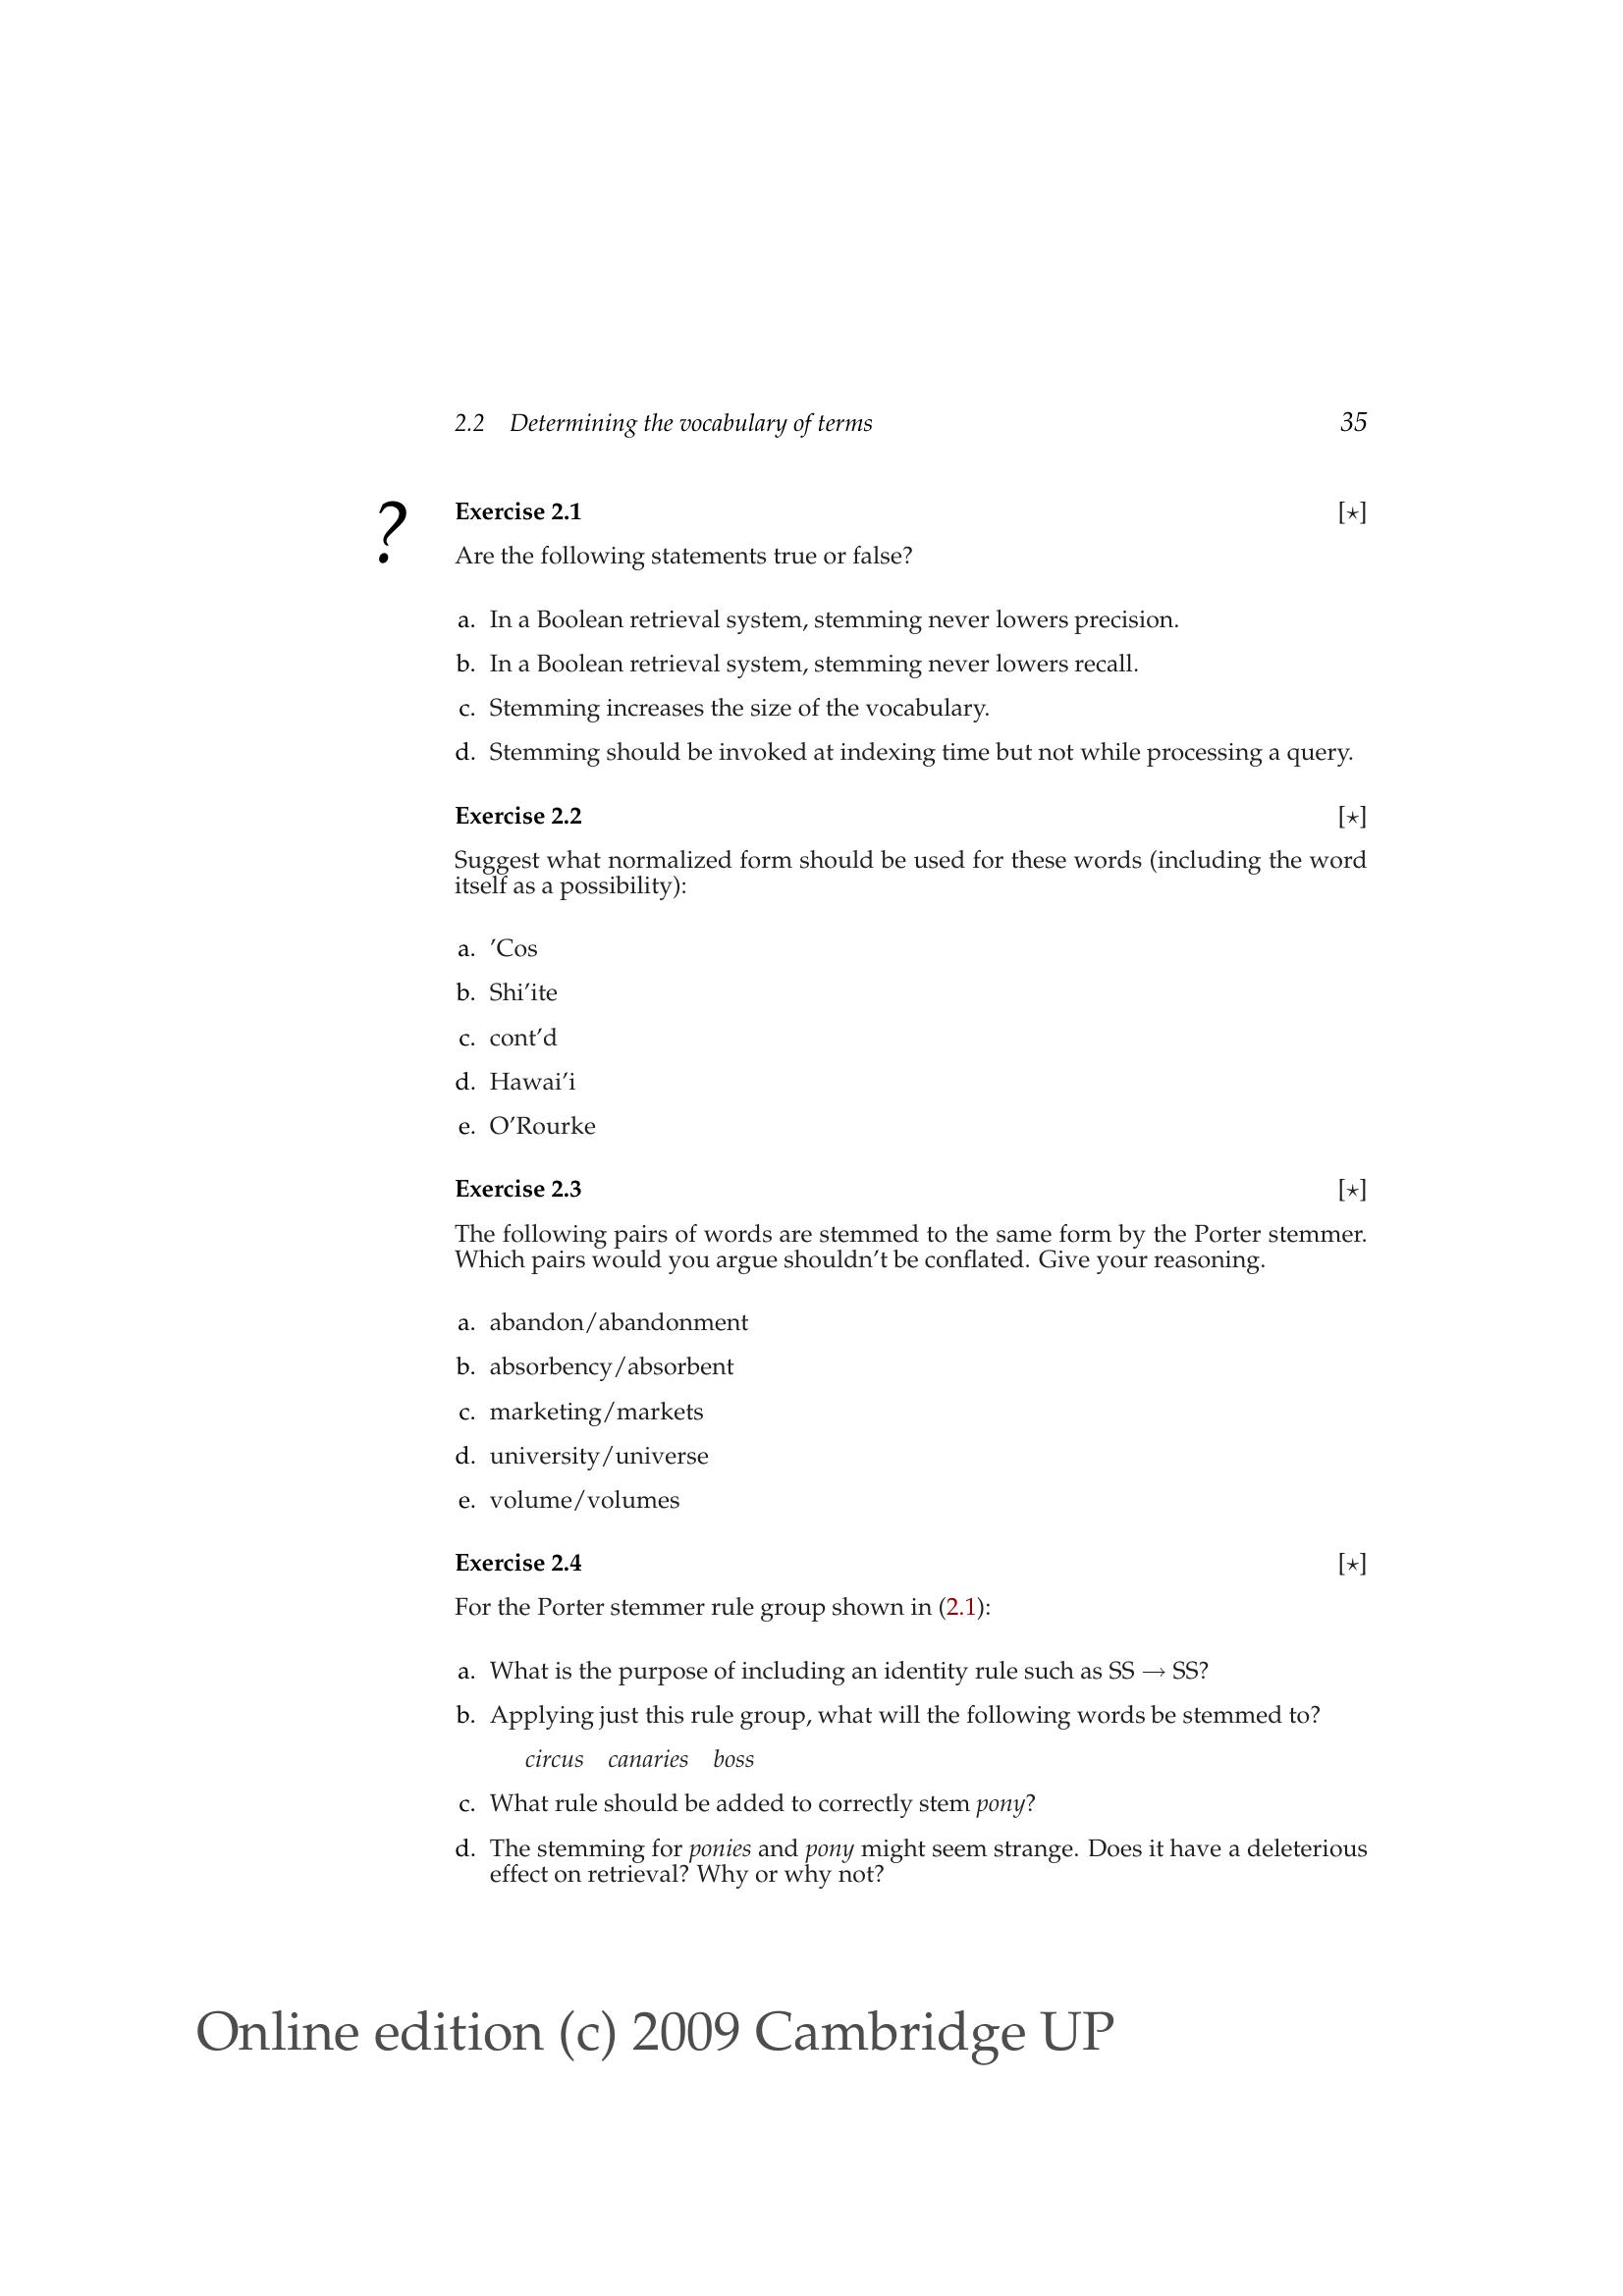 2.2 Determining the vocabulary of terms 35
? Exercise 2.1 [⋆]
Are the following statements true or false?
a. In a Boolean retrieval system, stemming never lowers precision.
b. In a Boolean retrieval system, stemming never lowers recall.
c. Stemming increases the size of the vocabulary.
d. Stemming should be invoked at indexing time but not while processing a query.
Exercise 2.2 [⋆]
Suggest what normalized form should be used for these words (including the word
itself as a possibility):
a. ’Cos
b. Shi’ite
c. cont’d
d. Hawai’i
e. O’Rourke
Exercise 2.3 [⋆]
The following pairs of words are stemmed to the same form by the Porter stemmer.
Which pairs would you argue shouldn’t be conflated. Give your reasoning.
a. abandon/abandonment
b. absorbency/absorbent
c. marketing/markets
d. university/universe
e. volume/volumes
Exercise 2.4 [⋆]
For the Porter stemmer rule group shown in (2.1):
a. What is the purpose of including an identity rule such as SS → SS?
b. Applying just this rule group, what will the following words be stemmed to?
circus canaries boss
c. What rule should be added to correctly stem pony?
d. The stemming for ponies and pony might seem strange. Does it have a deleterious
effect on retrieval? Why or why not?
Online edition (c) 2009 Cambridge UP